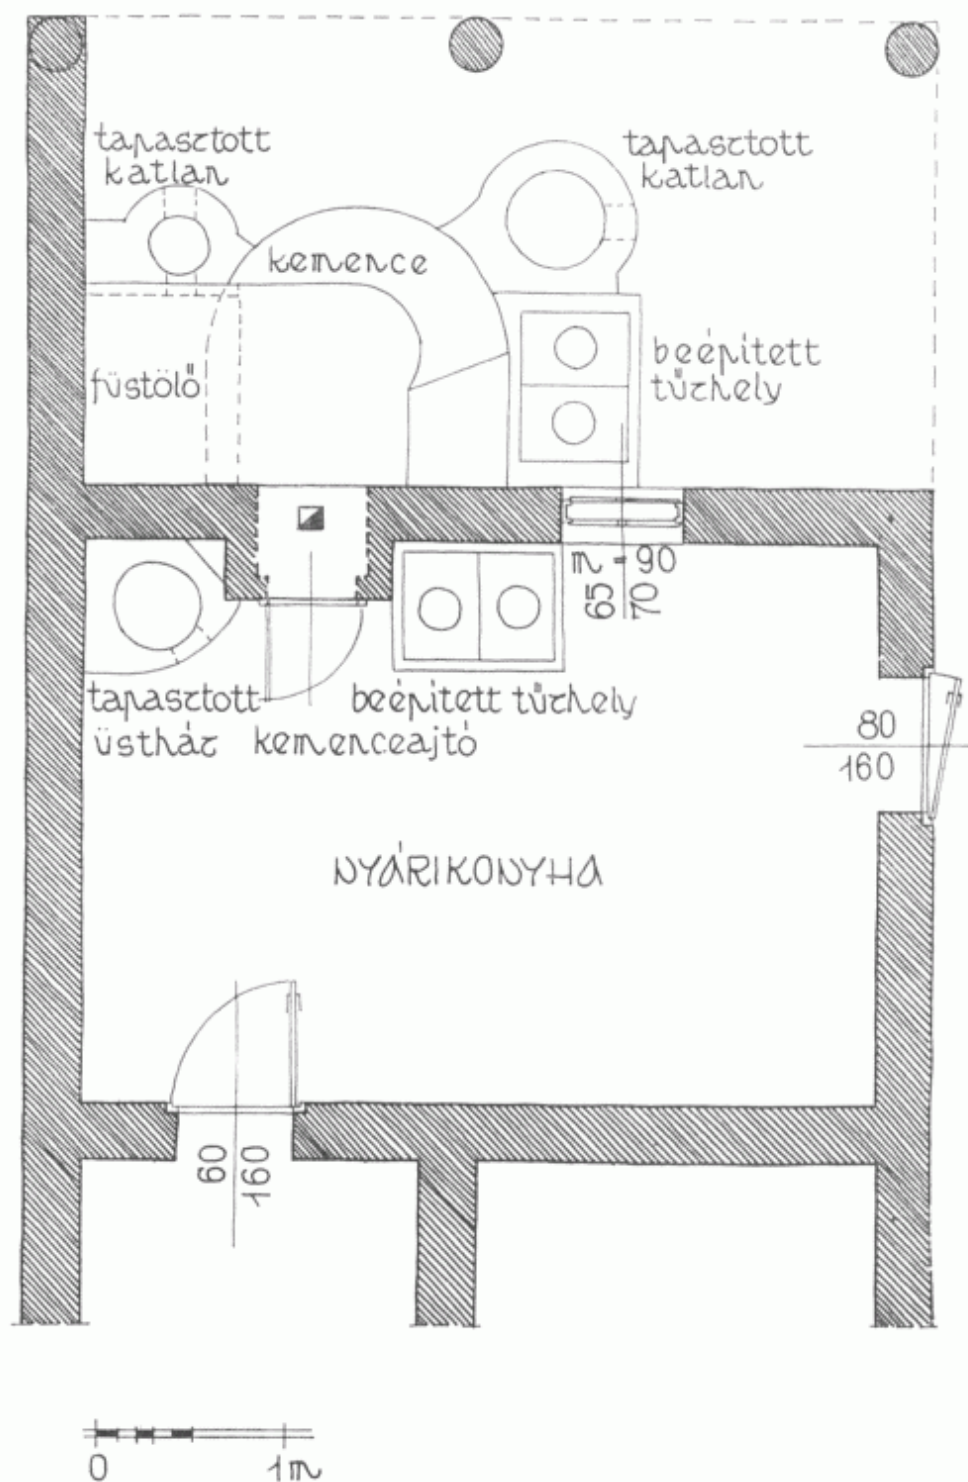 tapasztott
katlan
tapasztott
katlan
kemence
füstölő
beépített
tűzhely
m = 90
65
70
tapasztott
üstház
kemenceajtó
beépített tűzhely
80
160
NYÁRIKONYHA
60
160
0 1m